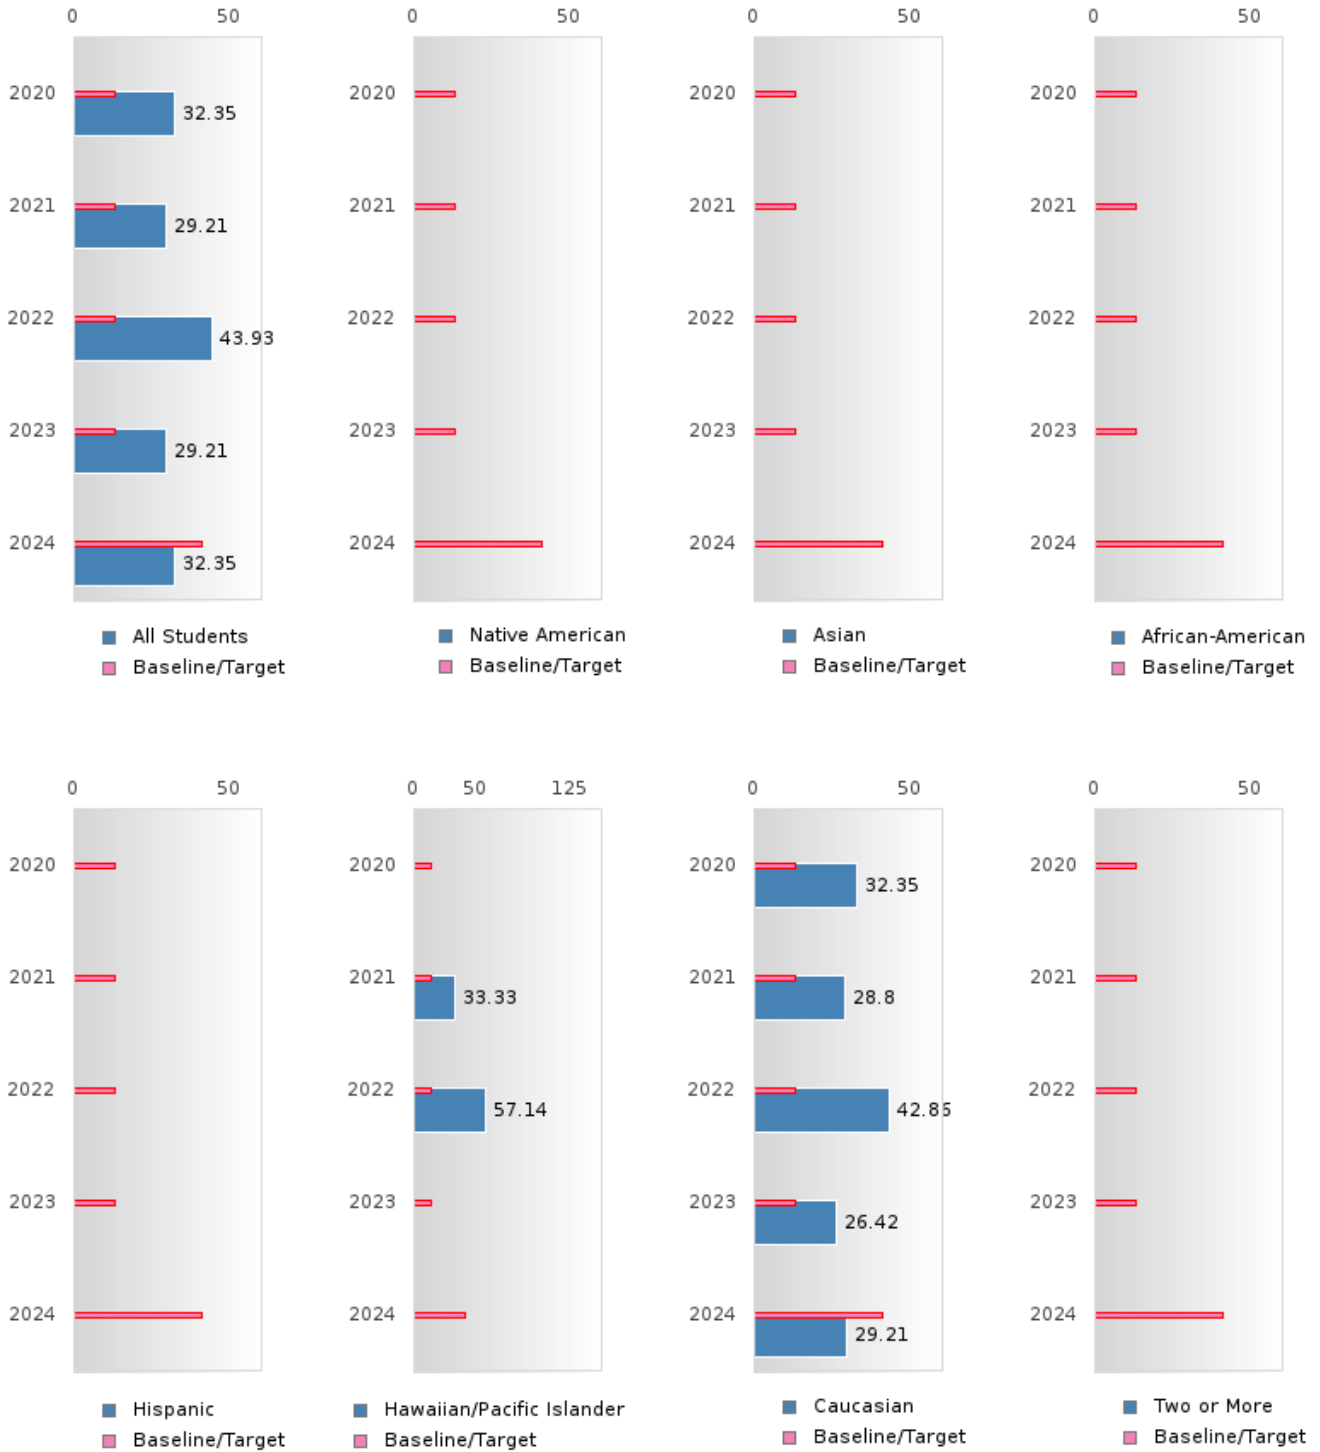 0 50 0 50 0 50 0 50
2020 32.35 2020 2020 2020
2021 29.21 2021 2021 2021
2022 43.93 2022 2022 2022
2023 29.21 2023 2023 2023
2024 32.35 2024 2024 2024
All Students Native American Asian African-American
Baseline/Target Baseline/Target Baseline/Target Baseline/Target
0 50 0 50 125 0 50 0 50
2020 2020 2020 32.35 2020
2021 2021 33.33 2021 28.8 2021
2022 2022 57.14 2022 42.86 2022
2023 2023 2023 26.42 2023
2024 2024 2024 29.21 2024
Hispanic Hawaiian/Pacific Islander Caucasian Two or More
Baseline/Target Baseline/Target Baseline/Target Baseline/Target